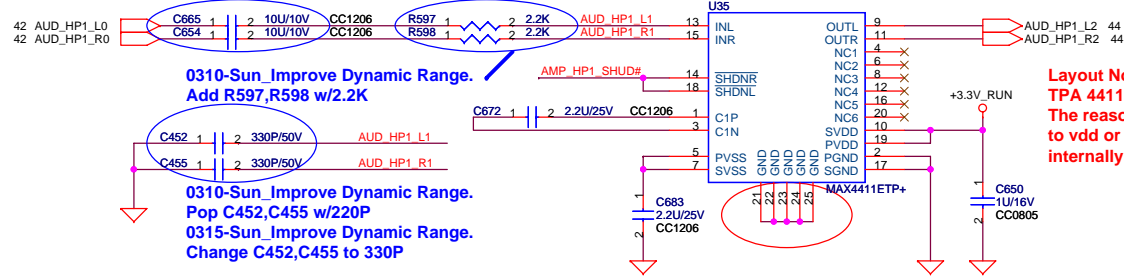 42 AUD_HP1_L0
42 AUD_HP1_R0
C665 10U/10V CC1206
C654 10U/10V CC1206
1 2
1 2
R597 2.2K
R598 2.2K
1 2
1 2
AUD_HP1_L1
AUD_HP1_R1
0310-Sun_Improve Dynamic Range.
Add R597,R598 w/2.2K
AMP_HP1_SHUD#
C672 1 2 2.2U/25V CC1206
C452 1 2 330P/50V AUD_HP1_L1
C455 1 2 330P/50V AUD_HP1_R1
0310-Sun_Improve Dynamic Range.
Pop C452,C455 w/220P
0315-Sun_Improve Dynamic Range.
Change C452,C455 to 330P
1
C683
2.2U/25V
CC1206
2
U35
13 INL
15 INR
14 SHDNR
18 SHDNL
1 C1P
3 C1N
5 PVSS
7 SVSS
OUTL 9
OUTR 11
NC1 4
NC2 6
NC3 8
NC4 12
NC5 16
NC6 20
SVDD 10
PVDD 19
PGND 2
SGND 17
GND GND GND GND GND
21 22 23 24 25
MAX4411ETP+
AUD_HP1_L2 44
AUD_HP1_R2 44
+3.3V_RUN
1
C650
1U/16V
CC0805
2
Layout No
TPA 4411
The reaso
to vdd or
internally